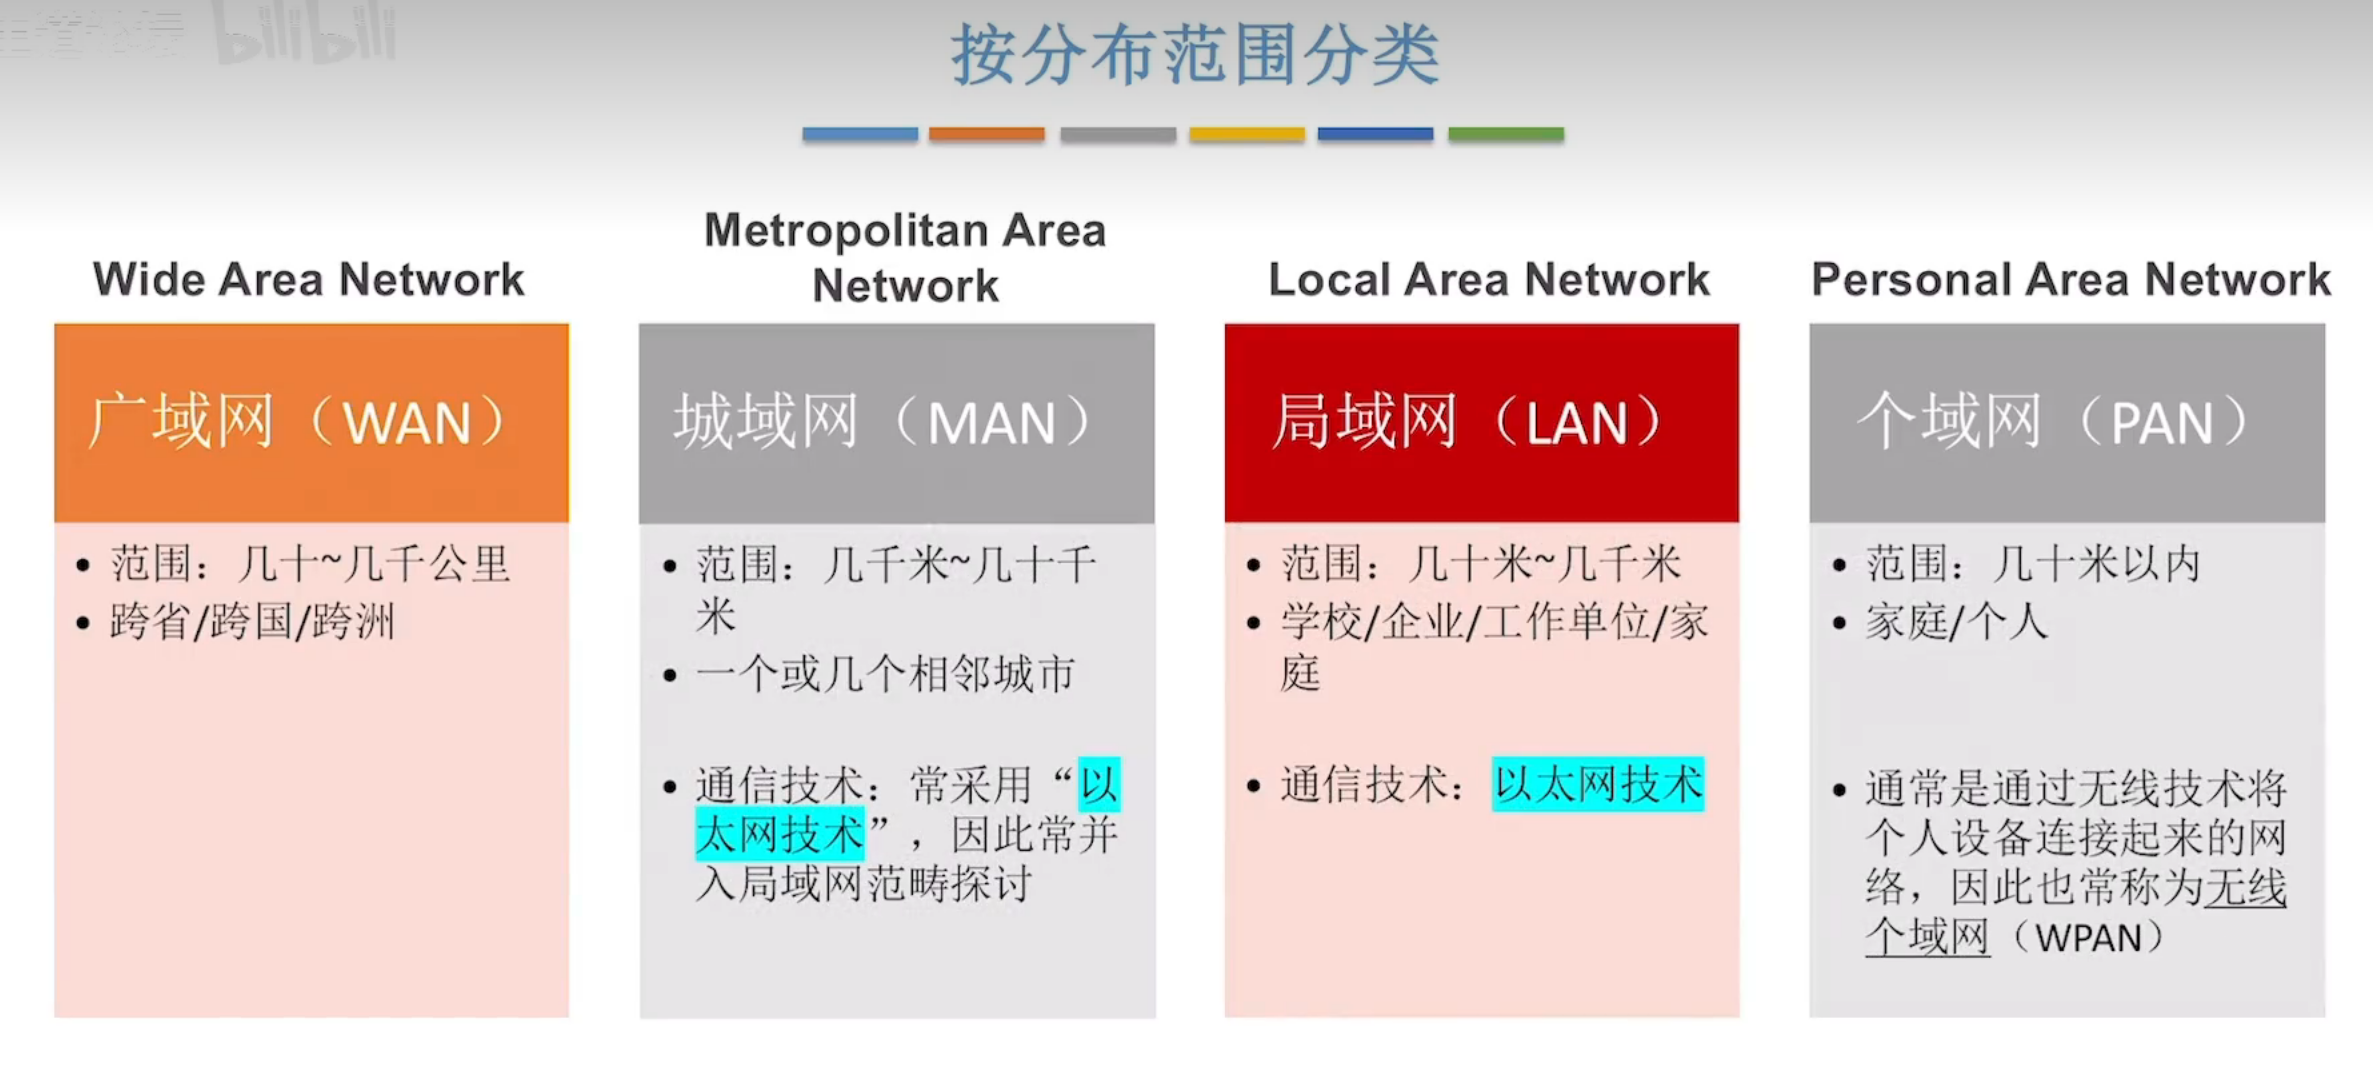 bilibili
按分布范围分类
Wide Area Network
广域网（WAN）
• 范围：几十~几千公里
• 跨省/跨国/跨洲
Metropolitan Area
Network
城域网（MAN）
• 范围：几千米~几十千
米
• 一个或几个相邻城市
• 通信技术：常采用“以
太网技术”，因此常并
入局域网范畴探讨
Local Area Network
局域网（LAN）
• 范围：几十米~几千米
• 学校/企业/工作单位/家
庭
• 通信技术：以太网技术
Personal Area Network
个域网（PAN）
• 范围：几十米以内
• 家庭/个人
• 通常是通过无线技术将
个人设备连接起来的网
络，因此也常称为无线
个域网（WPAN）